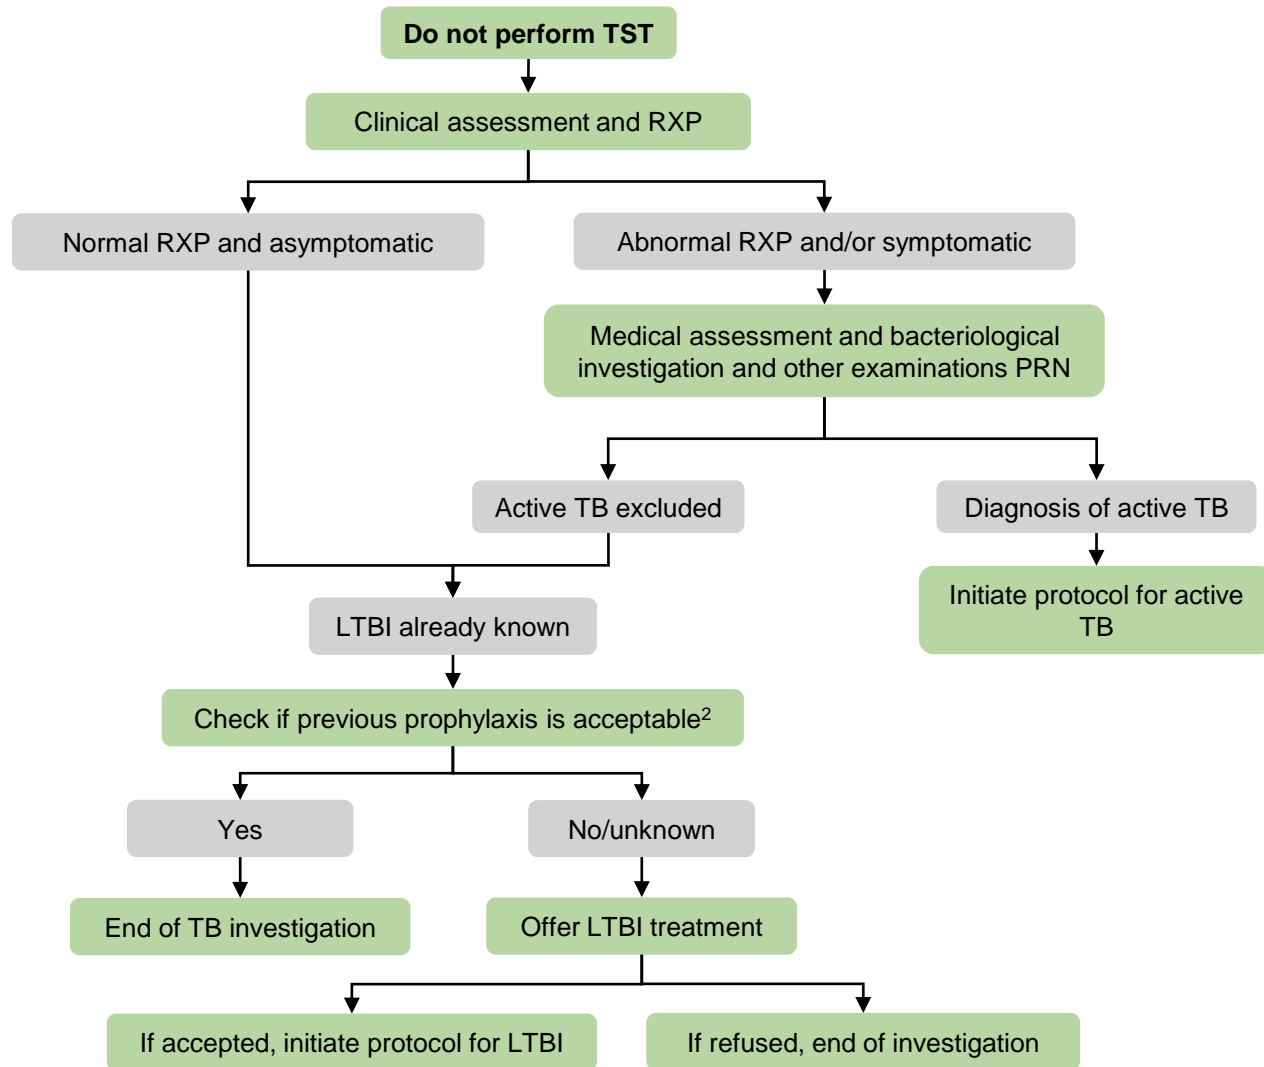 Do not perform TST
Clinical assessment and RXP
Normal RXP and asymptomatic
Abnormal RXP and/or symptomatic
Medical assessment and bacteriological
investigation and other examinations PRN
Active TB excluded
Diagnosis of active TB
Initiate protocol for active
TB
LTBI already known
Check if previous prophylaxis is acceptable²
Yes
No/unknown
End of TB investigation
Offer LTBI treatment
If accepted, initiate protocol for LTBI
If refused, end of investigation